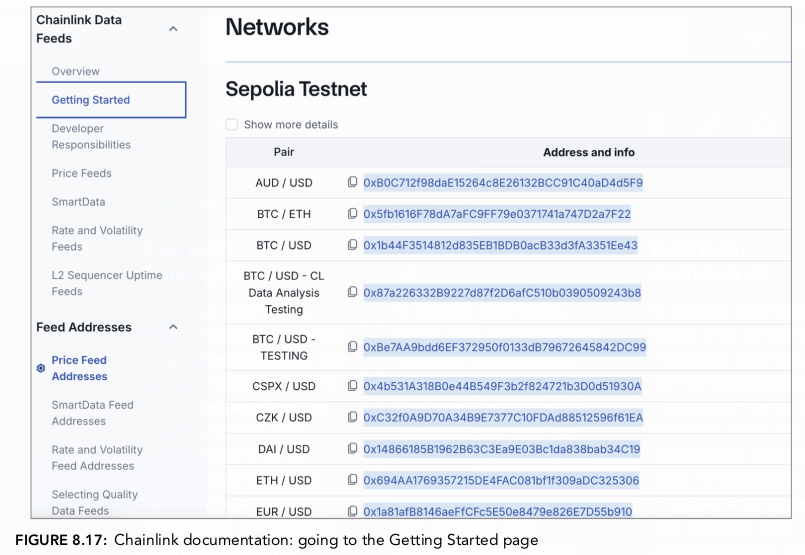 Chainlink Data
Feeds
Overview
Getting Started
Developer
Responsibilities
Price Feeds
SmartData
Rate and Volatility
Feeds
L2 Sequencer Uptime
Feeds
Feed Addresses
Price Feed
Addresses
SmartData Feed
Addresses
Rate and Volatility
Feed Addresses
Selecting Quality
Data Feeds
Networks
Sepolia Testnet
Show more details
Pair Address and info
AUD / USD 0xB0C712f98daE15264c8E26132BCC91C40aD4d5F9
BTC / ETH 0x5fb1616F78dA7aFC9FF79e0371741a747D2a7F22
BTC / USD 0x1b44F3514812d835EB1BDB0acB33d3fA3351Ee43
BTC / USD - CL
Data Analysis
Testing
0x87a226332B9227d87f2D6afC510b0390509243b8
BTC / USD -
TESTING
0xBe7AA9bdd6EF372950f0133dB79672645842DC99
CSPX / USD 0x4b531A318B0e44B549F3b2f824721b3D0d51930A
CZK / USD 0xC32f0A9D70A34B9E7377C10FDAd88512596f61EA
DAI / USD 0x14866185B1962B63C3Ea9E03Bc1da838bab34C19
ETH / USD 0x694AA1769357215DE4FAC081bf1f309aDC325306
EUR / USD 0x1a81afB8146aeFfCFc5E50e8479e826E7D55b910
FIGURE 8.17: Chainlink documentation: going to the Getting Started page